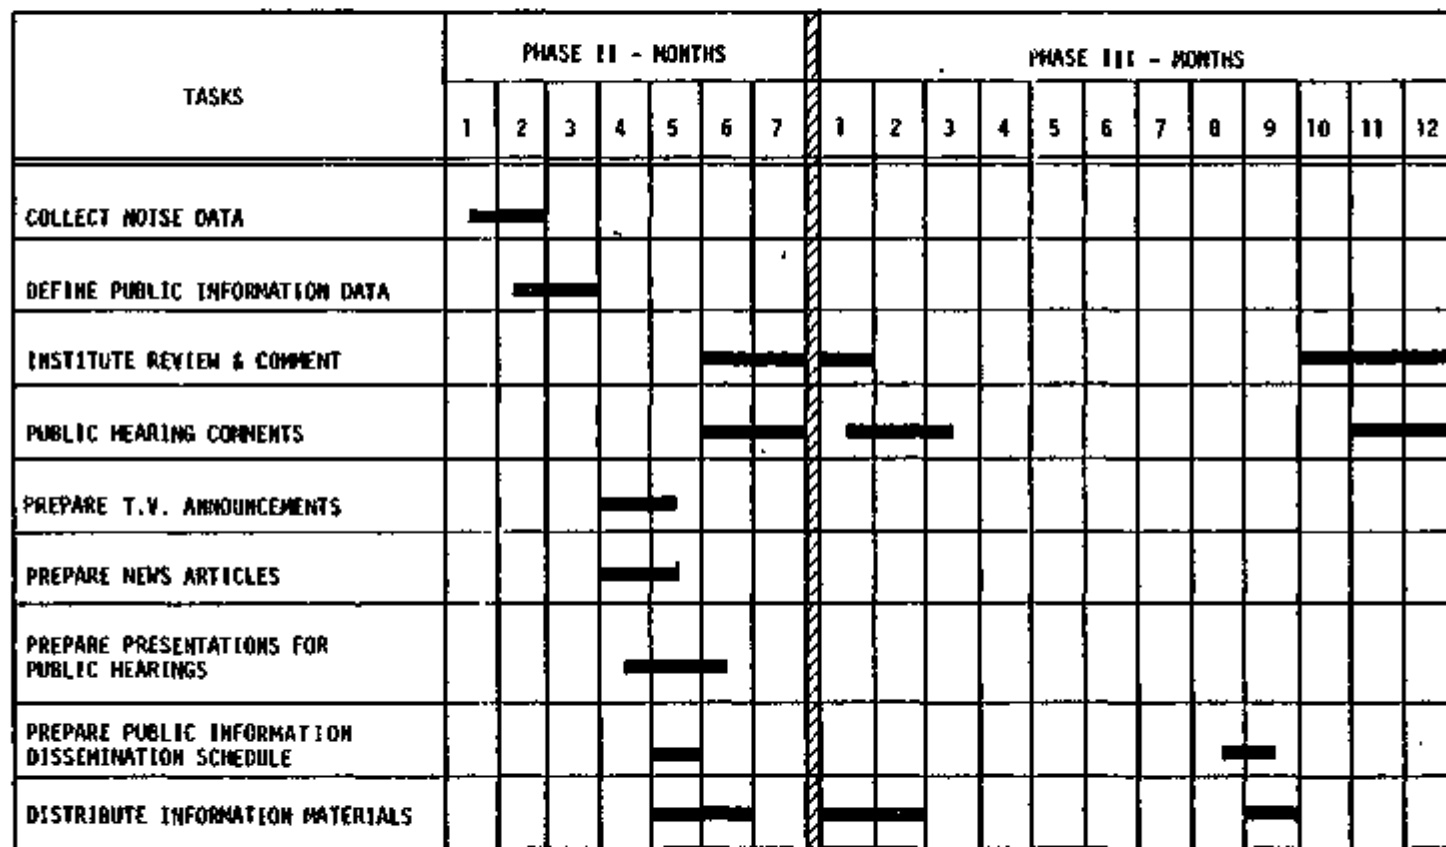 PHASE II - MONTHS
PHASE III - MONTHS
TASKS
1 2 3 4 5 6 7 1 2 3 4 5 6 7 8 9 10 11 12
COLLECT NOISE DATA
DEFINE PUBLIC INFORMATION DATA
INSTITUTE REVIEW & COMMENT
PUBLIC HEARING COMMENTS
PREPARE T.V. ANNOUNCEMENTS
PREPARE NEWS ARTICLES
PREPARE PRESENTATIONS FOR
PUBLIC HEARINGS
PREPARE PUBLIC INFORMATION
DISSEMINATION SCHEDULE
DISTRIBUTE INFORMATION MATERIALS